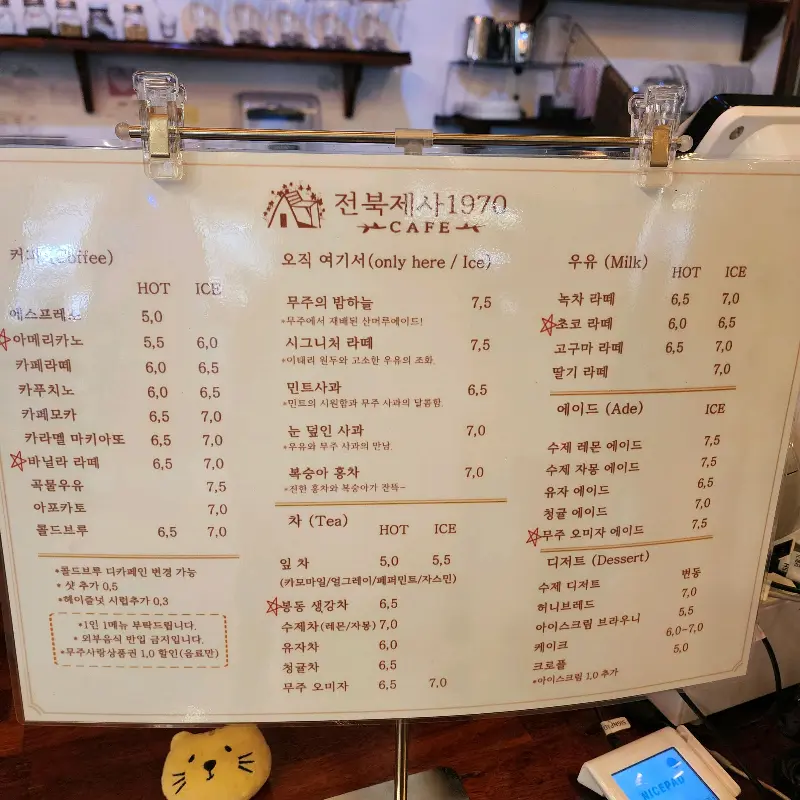 전북제사1970
CAFE
커피 (Coffee)
HOT ICE
에스프레소 5,0
아메리카노 5,5 6,0
카페라떼 6,0 6,5
카푸치노 6,0 6,5
카페모카 6,5 7,0
카라멜 마키아또 6,5 7,0
바닐라 라떼 6,5 7,0
곡물우유 7,5
아포카토 7,0
콜드브루 6,5 7,0
*콜드브루 디카페인 변경 가능
* 샷 추가 0,5
*헤이즐넛 시럽추가 0,3
*1인 1메뉴 부탁드립니다.
* 외부음식 반입 금지입니다.
*무주사랑상품권 1,0 할인(음료만)
오직 여기서(only here / Ice)
무주의 밤하늘 7,5
*무주에서 재배된 산머루에이드!
시그니처 라떼 7,5
*이태리 원두와 고소한 우유의 조화.
민트사과 6,5
*민트의 시원함과 무주 사과의 달콤함.
눈 덮인 사과 7,0
*우유와 무주 사과의 만남.
복숭아 홍차 7,0
*진한 홍차와 복숭아가 잔뜩~
차 (Tea)
HOT ICE
잎 차 5,0 5,5
(카모마일/얼그레이/페퍼민트/자스민)
봉동 생강차 6,5
수제차(레몬/자몽) 7,0
유자차 6,0
청귤차 6,5
무주 오미자 6,5 7,0
우유 (Milk)
HOT ICE
녹차 라떼 6,5 7,0
초코 라떼 6,0 6,5
고구마 라떼 6,5 7,0
딸기 라떼 7,0
에이드 (Ade)
ICE
수제 레몬 에이드 7,5
수제 자몽 에이드 7,5
유자 에이드 6,5
청귤 에이드 7,0
무주 오미자 에이드 7,5
디저트 (Dessert)
수제 디저트 변동
허니브레드 7,0
아이스크림 브라우니 5,5
케이크 6,0~7,0
크로플 5,0
*아이스크림 1,0 추가
NICEPAD